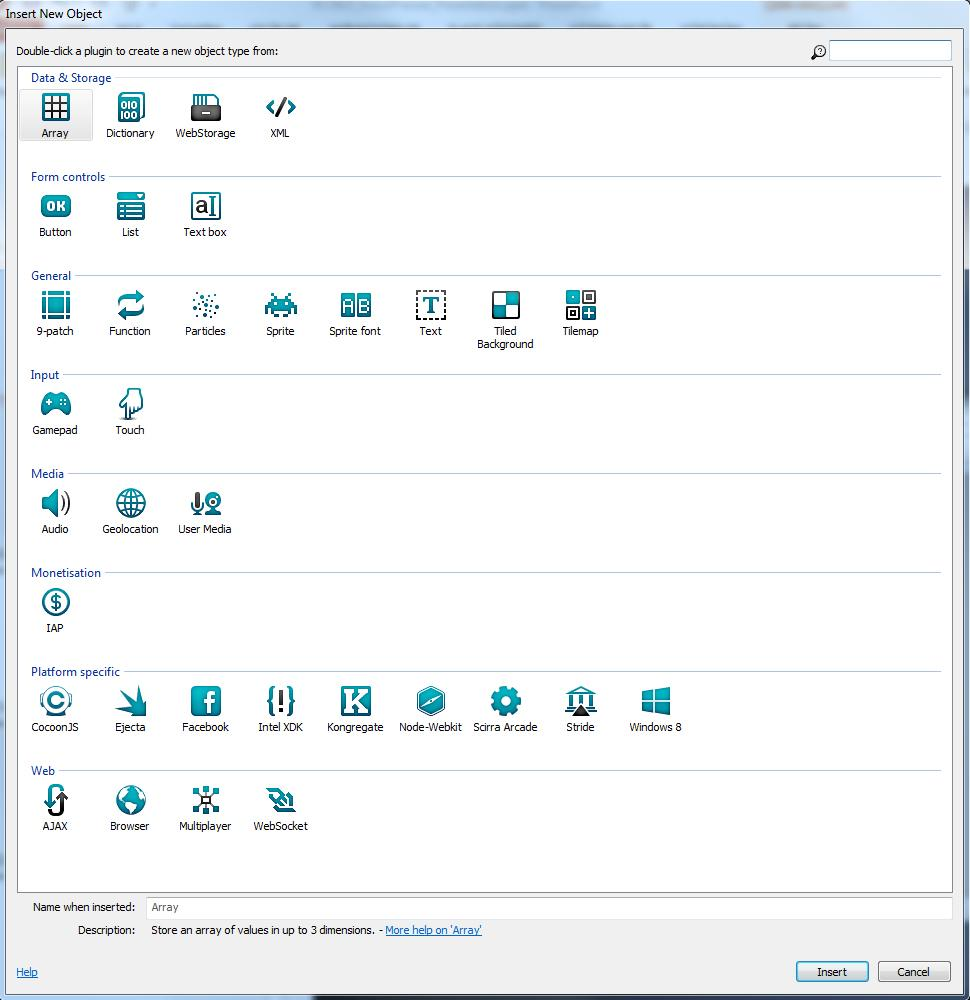 Insert New Object
Double-click a plugin to create a new object type from:
Data & Storage
Array Dictionary WebStorage XML
Form controls
Button List Text box
General
9-patch Function Particles Sprite Sprite font Text Tiled Background Tilemap
Input
Gamepad Touch
Media
Audio Geolocation User Media
Monetisation
IAP
Platform specific
CocoonJS Ejecta Facebook Intel XDK Kongregate Node-Webkit Scirra Arcade Stride Windows 8
Web
AJAX Browser Multiplayer WebSocket
Name when inserted: Array
Description: Store an array of values in up to 3 dimensions. - More help on 'Array'
Help Insert Cancel